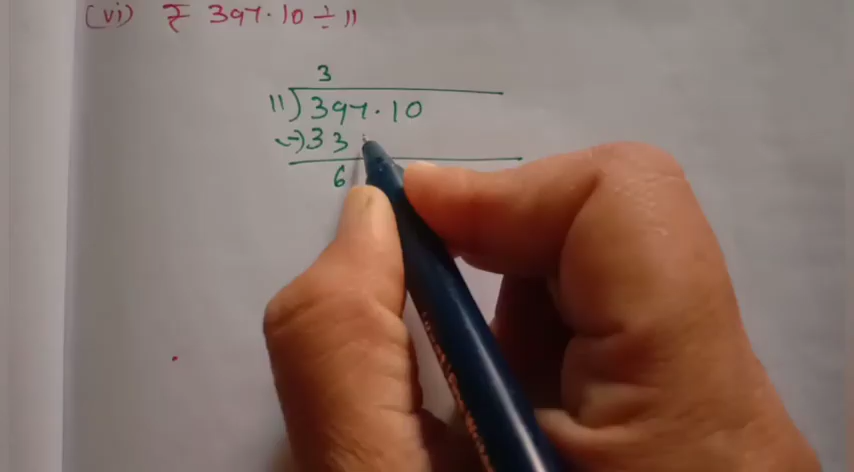 (vi) ₹ 397.10 ÷ 11
3
11) 397.10
(-) 33
6